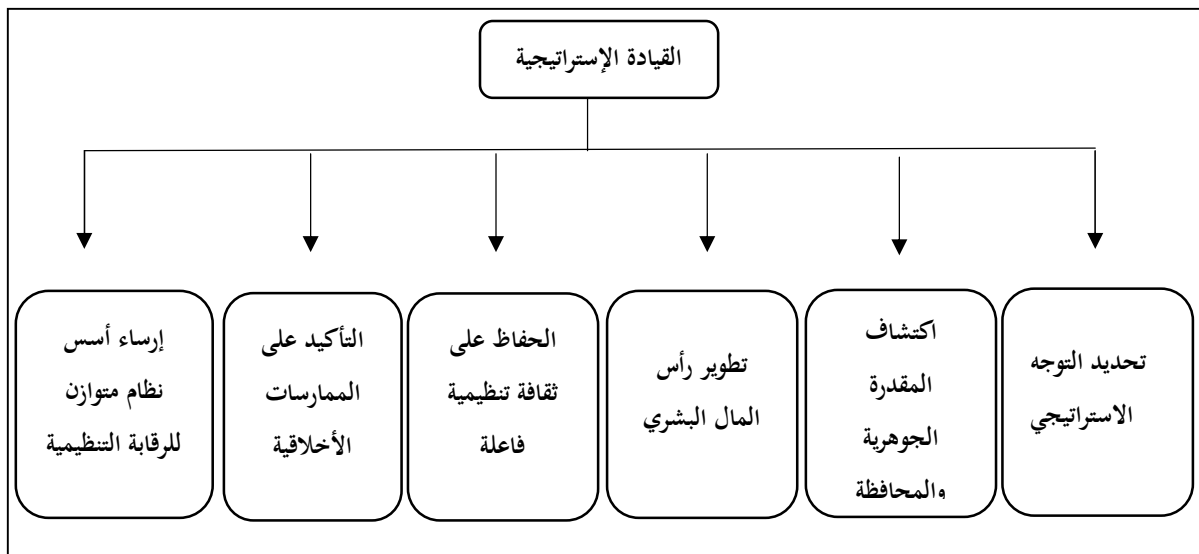 القيادة الإستراتيجية
تحديد التوجه
الاستراتيجي
اكتشاف
المقدرة
الجوهرية
والمحافظة
تطوير رأس
المال البشري
الحفاظ على
ثقافة تنظيمية
فاعلة
التأكيد على
الممارسات
الأخلاقية
إرساء أسس
نظام متوازن
للرقابة التنظيمية